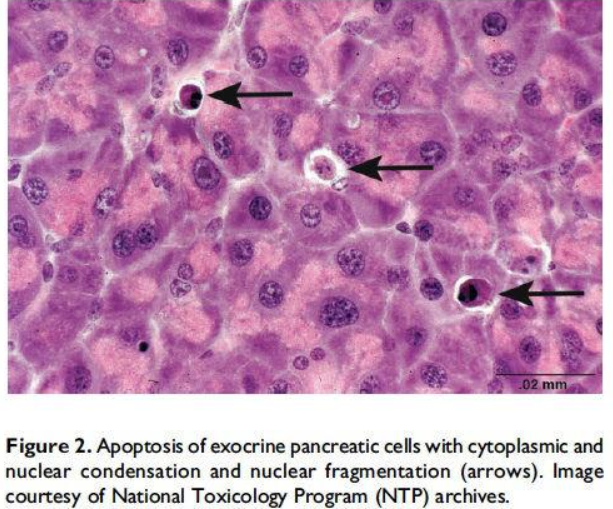 .02 mm
Figure 2. Apoptosis of exocrine pancreatic cells with cytoplasmic and
nuclear condensation and nuclear fragmentation (arrows). Image
courtesy of National Toxicology Program (NTP) archives.